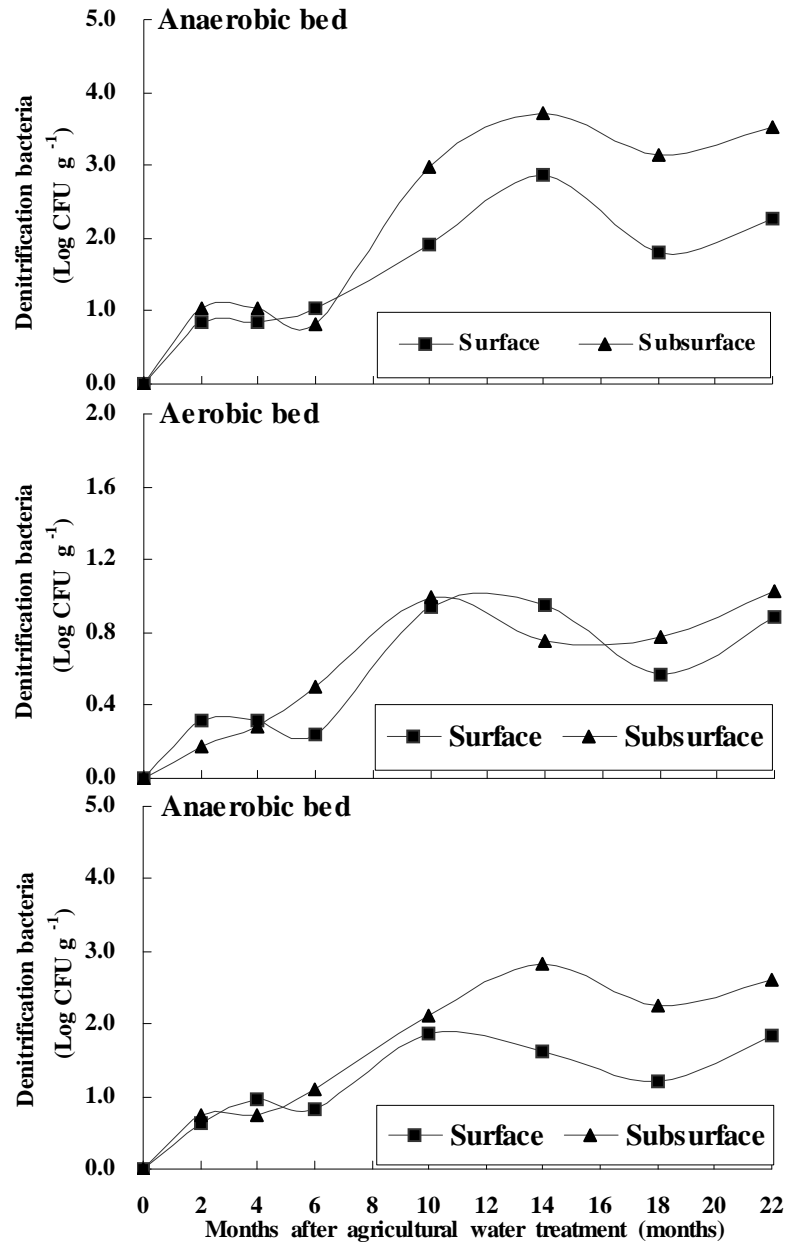 Anaerobic bed
Denitrification bacteria
(Log CFU g -1)
5.0
4.0
3.0
2.0
1.0
0.0
Surface
Subsurface
Aerobic bed
Denitrification bacteria
(Log CFU g -1)
2.0
1.6
1.2
0.8
0.4
0.0
Surface
Subsurface
Anaerobic bed
Denitrification bacteria
(Log CFU g -1)
5.0
4.0
3.0
2.0
1.0
0.0
Surface
Subsurface
0 2 4 6 10 14 18 20 22
Months after agricultural water treatment (months)